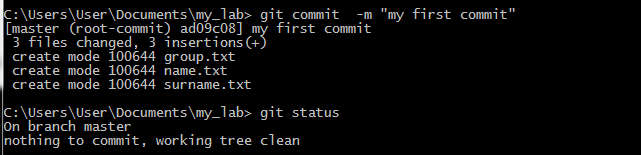 C:\Users\User\Documents\my_lab> git commit  -m "my first commit"
[master (root-commit) ad09c08] my first commit
 3 files changed, 3 insertions(+)
 create mode 100644 group.txt
 create mode 100644 name.txt
 create mode 100644 surname.txt
C:\Users\User\Documents\my_lab> git status
On branch master
nothing to commit, working tree clean